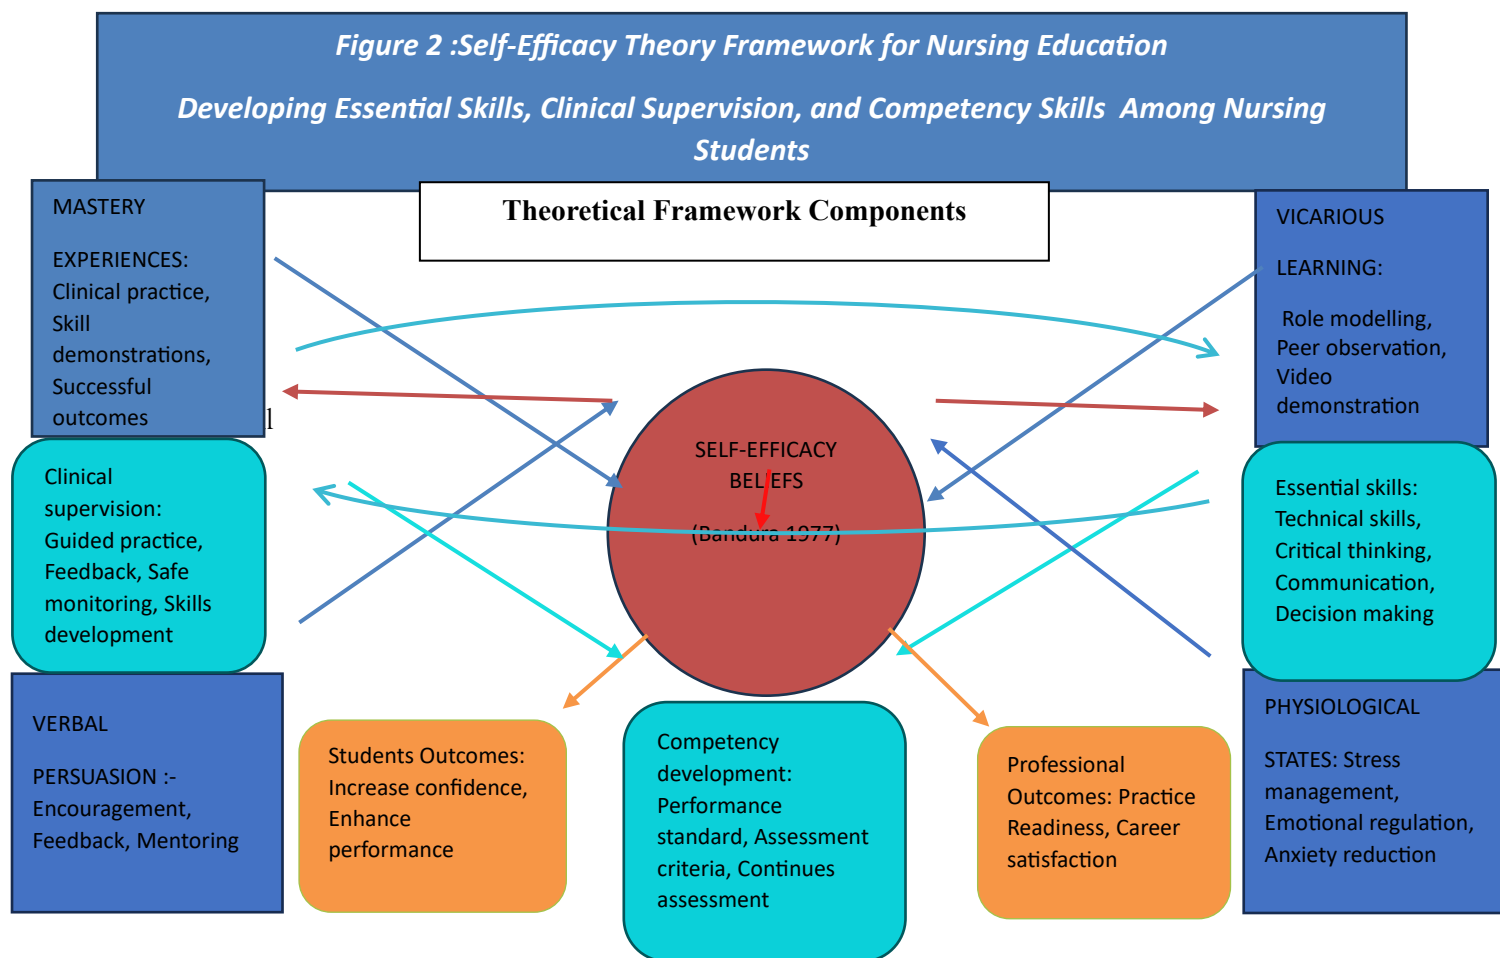 Figure 2 :Self-Efficacy Theory Framework for Nursing Education
Developing Essential Skills, Clinical Supervision, and Competency Skills Among Nursing
Students
Theoretical Framework Components
MASTERY
EXPERIENCES:
Clinical practice,
Skill
demonstrations,
Successful
outcomes
l
VICARIOUS
LEARNING:
Role modelling,
Peer observation,
Video
demonstration
SELF-EFFICACY
BELIEFS
(Bandura 1977)
Clinical
supervision:
Guided practice,
Feedback, Safe
monitoring, Skills
development
Essential skills:
Technical skills,
Critical thinking,
Communication,
Decision making
VERBAL
PERSUASION :-
Encouragement,
Feedback, Mentoring
Students Outcomes:
Increase confidence,
Enhance
performance
Competency
development:
Performance
standard, Assessment
criteria, Continues
assessment
Professional
Outcomes: Practice
Readiness, Career
satisfaction
PHYSIOLOGICAL
STATES: Stress
management,
Emotional regulation,
Anxiety reduction